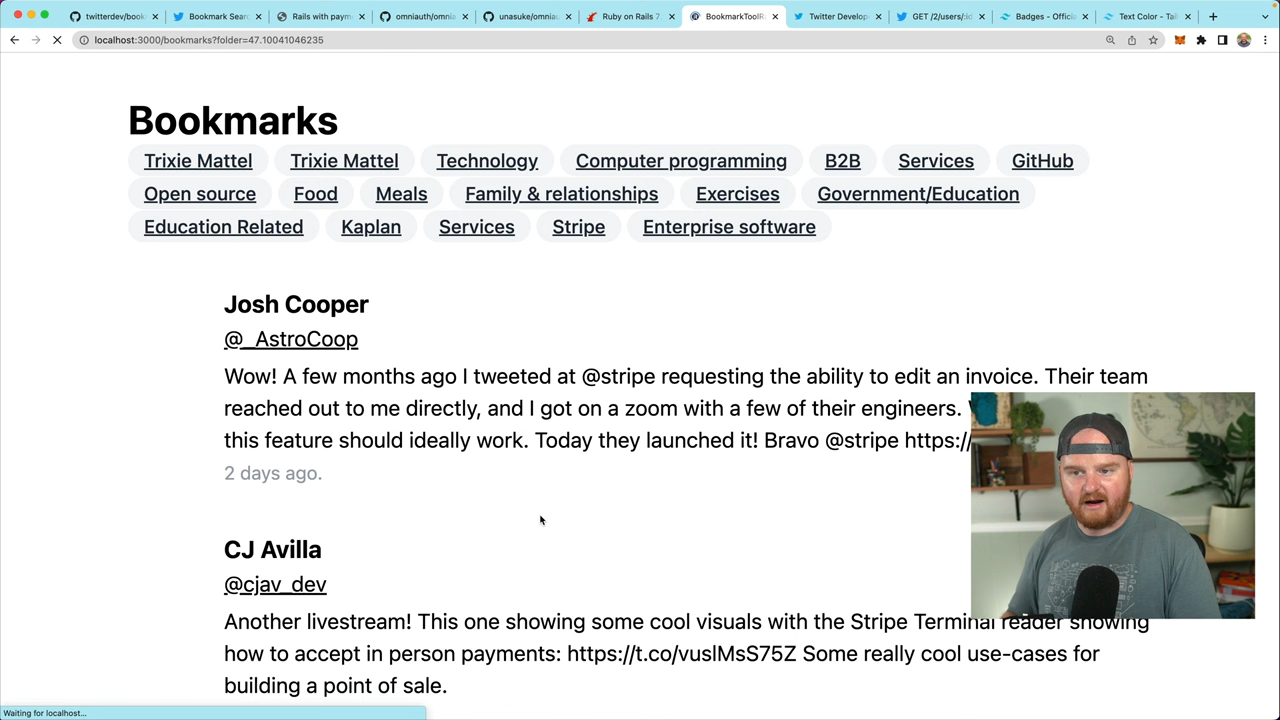 twitterdev/book
Bookmark Sear
Rails with paym
omniauth/omnia
unasuke/omniau
Ruby on Rails 7
BookmarkToolR
Twitter Develop
GET /2/users/:id
Badges - Officia
Text Color - Tai
localhost:3000/bookmarks?folder=47.10041046235
Bookmarks
Trixie Mattel Trixie Mattel Technology Computer programming B2B Services GitHub
Open source Food Meals Family & relationships Exercises Government/Education
Education Related Kaplan Services Stripe Enterprise software
Josh Cooper
@_AstroCoop
Wow! A few months ago I tweeted at @stripe requesting the ability to edit an invoice. Their team
reached out to me directly, and I got on a zoom with a few of their engineers.
this feature should ideally work. Today they launched it! Bravo @stripe https://
2 days ago.
CJ Avilla
@cjav_dev
Another livestream! This one showing some cool visuals with the Stripe Terminal reader showing
how to accept in person payments: https://t.co/vuslMsS75Z Some really cool use-cases for
building a point of sale.
Waiting for localhost...